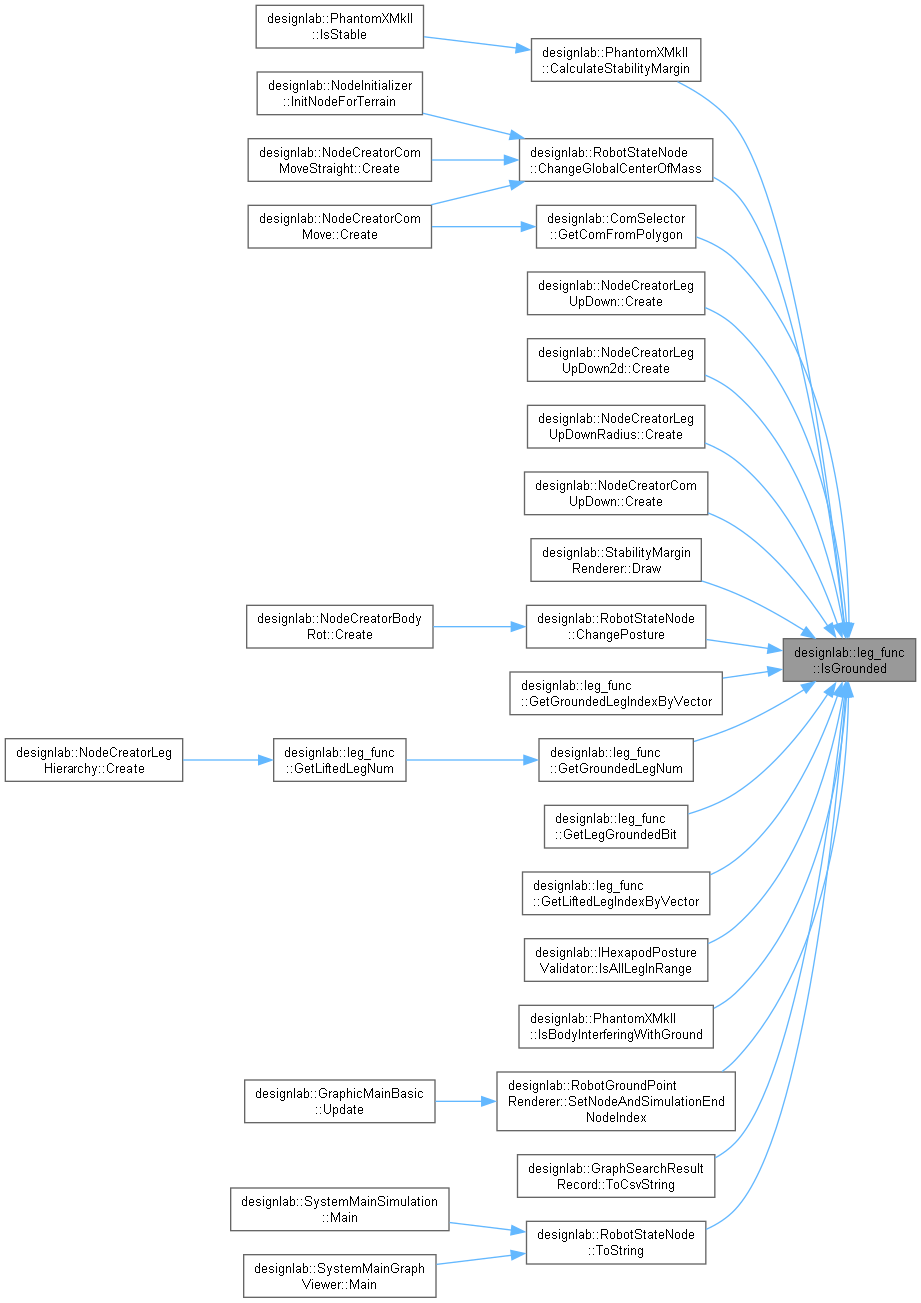 designlab::PhantomXMkII
::IsStable
designlab::PhantomXMkII
::CalculateStabilityMargin
designlab::NodeInitializer
::InitNodeForTerrain
designlab::NodeCreatorCom
MoveStraight::Create
designlab::RobotStateNode
::ChangeGlobalCenterOfMass
designlab::NodeCreatorCom
Move::Create
designlab::ComSelector
::GetComFromPolygon
designlab::NodeCreatorLeg
UpDown::Create
designlab::NodeCreatorLeg
UpDown2d::Create
designlab::NodeCreatorLeg
UpDownRadius::Create
designlab::NodeCreatorCom
UpDown::Create
designlab::StabilityMargin
Renderer::Draw
designlab::NodeCreatorBody
Rot::Create
designlab::RobotStateNode
::ChangePosture
designlab::leg_func
::IsGrounded
designlab::leg_func
::GetGroundedLegIndexByVector
designlab::NodeCreatorLeg
Hierarchy::Create
designlab::leg_func
::GetLiftedLegNum
designlab::leg_func
::GetGroundedLegNum
designlab::leg_func
::GetLegGroundedBit
designlab::leg_func
::GetLiftedLegIndexByVector
designlab::IHexapodPosture
Validator::IsAllLegInRange
designlab::PhantomXMkII
::IsBodyInterferingWithGround
designlab::GraphicMainBasic
::Update
designlab::RobotGroundPoint
Renderer::SetNodeAndSimulationEnd
NodeIndex
designlab::GraphSearchResult
Record::ToCsvString
designlab::SystemMainSimulation
::Main
designlab::RobotStateNode
::ToString
designlab::SystemMainGraph
Viewer::Main